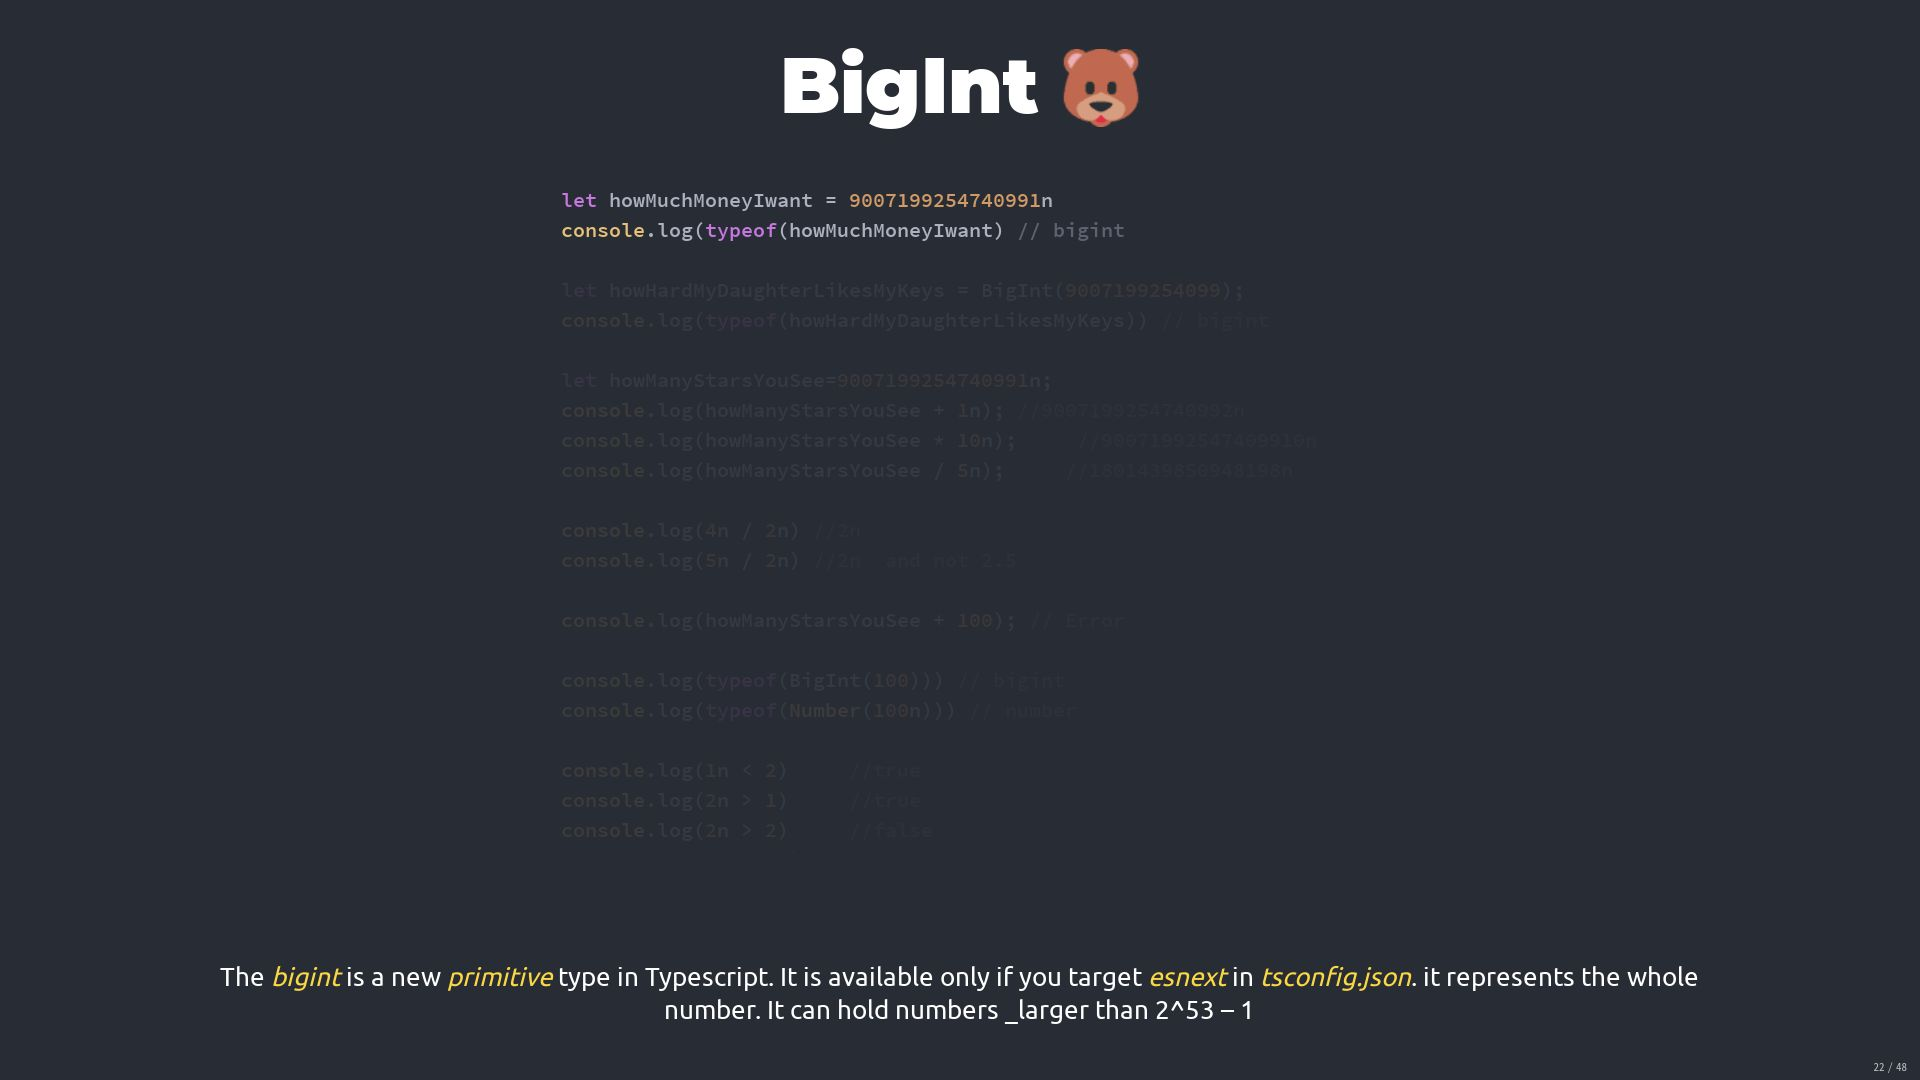 BigInt
let howMuchMoneyIwant = 9007199254740991n
console.log(typeof(howMuchMoneyIwant) // bigint
let howHardMyDaughterLikesMyKeys = BigInt(9007199254099);
console.log(typeof(howHardMyDaughterLikesMyKeys)) // bigint
let howManyStarsYouSee=9007199254740991n;
console.log(howManyStarsYouSee + 1n); //9007199254740992n
console.log(howManyStarsYouSee * 10n); //90071992547409910n
console.log(howManyStarsYouSee / 5n); //1801439850948198n
console.log(4n / 2n) //2n
console.log(5n / 2n) //2n and not 2.5
console.log(howManyStarsYouSee + 100); // Error
console.log(typeof(BigInt(100))) // bigint
console.log(typeof(Number(100n))) // number
console.log(1n < 2) //true
console.log(2n > 1) //true
console.log(2n > 2) //false
The bigint is a new primitive type in Typescript. It is available only if you target esnext in tsconfig.json. it represents the whole
number. It can hold numbers _larger than 2^53 – 1
22 / 48